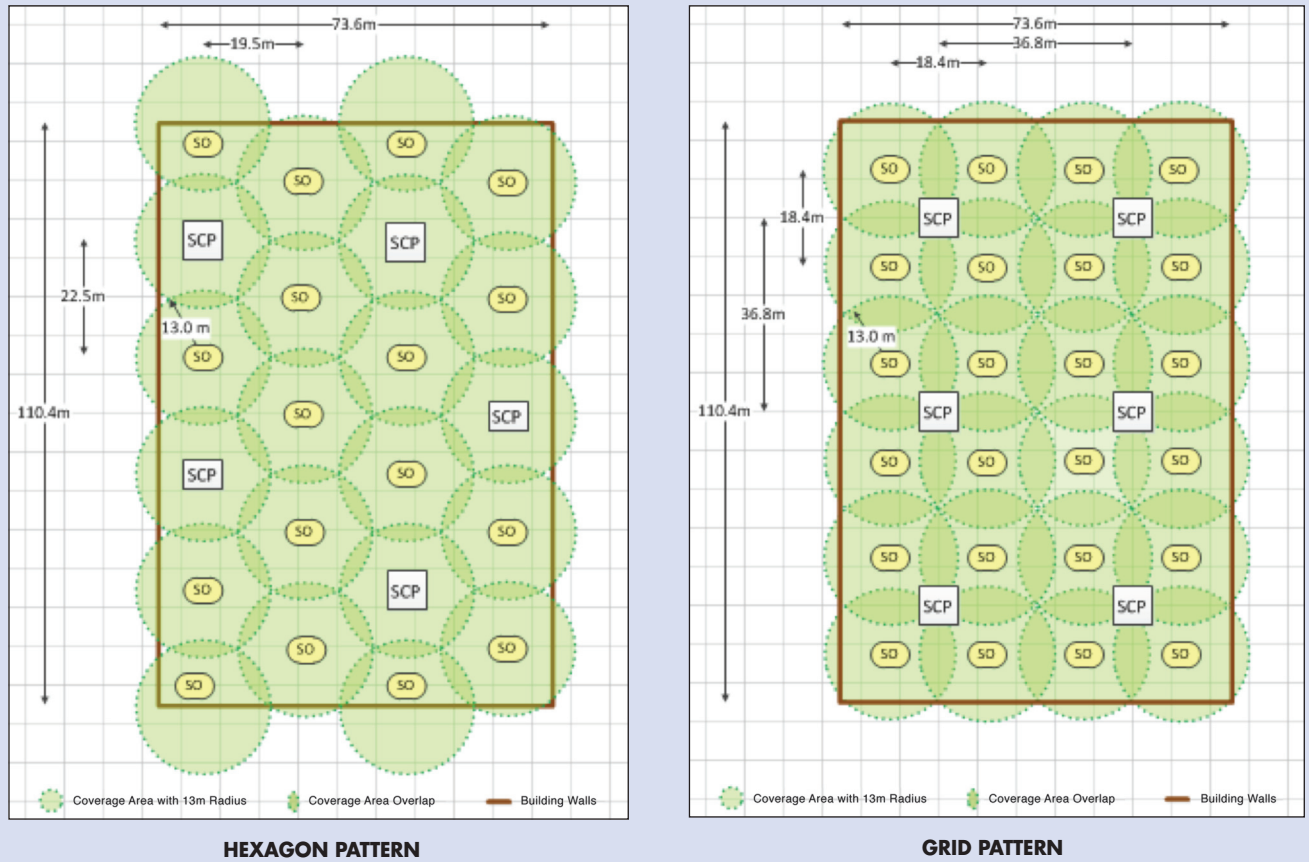 73.6m
19.5m
SO
SO
SO
SO
SCP
SCP
22.5m
SO
SO
13.0 m
SO
SO
110.4m
SO
SCP
SCP
SO
SO
SO
SO
SCP
SO
SO
SO
SO
Coverage Area with 13m Radius
Coverage Area Overlap
Building Walls
HEXAGON PATTERN
73.6m
36.8m
18.4m
SO
SO
SO
SO
18.4m
SCP
SCP
SO
SO
SO
SO
36.8m
13.0 m
SO
SO
SO
SO
110.4m
SCP
SCP
SO
SO
SO
SO
SO
SO
SO
SO
SCP
SCP
SO
SO
SO
SO
Coverage Area with 13m Radius
Coverage Area Overlap
Building Walls
GRID PATTERN